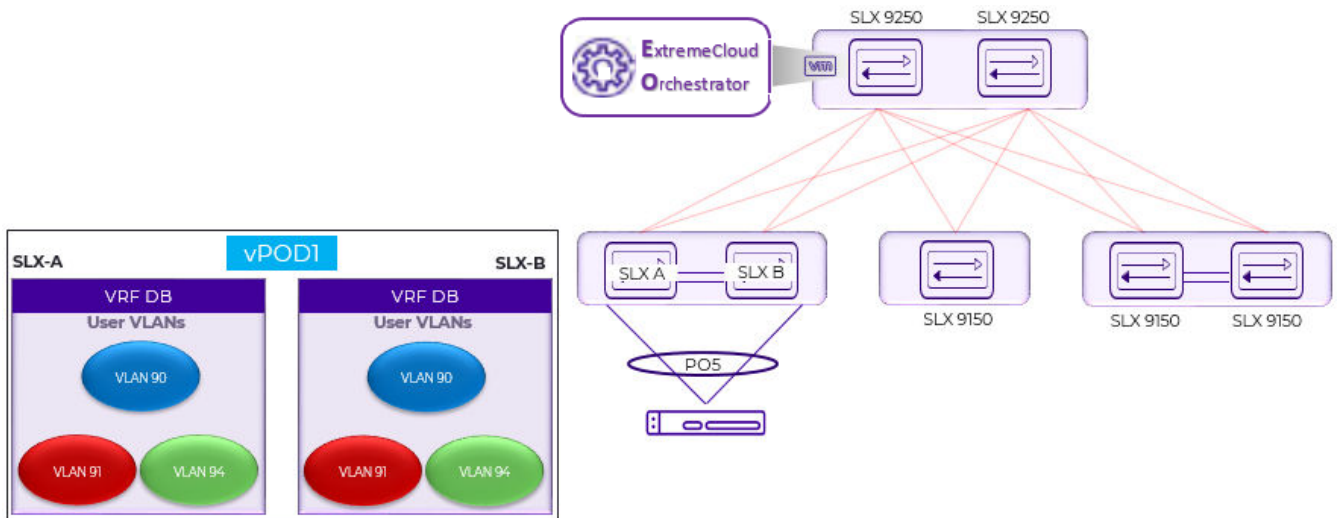 SLX 9250
SLX 9250
ExtremeCloud
Orchestrator
vm
vPOD1
SLX-A
SLX-B
VRF DB
VRF DB
User VLANs
User VLANs
VLAN 90
VLAN 90
VLAN 91
VLAN 94
VLAN 91
VLAN 94
SLX A
SLX B
SLX 9150
SLX 9150
SLX 9150
PO5